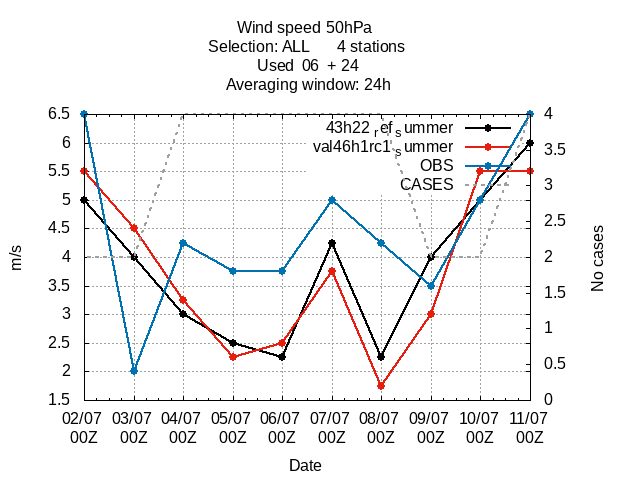 Wind speed 50hPa
Selection: ALL 4 stations
Used 06 + 24
Averaging window: 24h
6.5
6
5.5
5
4.5
4
3.5
3
2.5
2
1.5
4
3.5
3
2.5
2
1.5
1
0.5
0
43h22_ref_summer
val46h1rc1_summer
OBS
CASES
m/s
No cases
02/07 03/07 04/07 05/07 06/07 07/07 08/07 09/07 10/07 11/07
00Z 00Z 00Z 00Z 00Z 00Z 00Z 00Z 00Z 00Z
Date